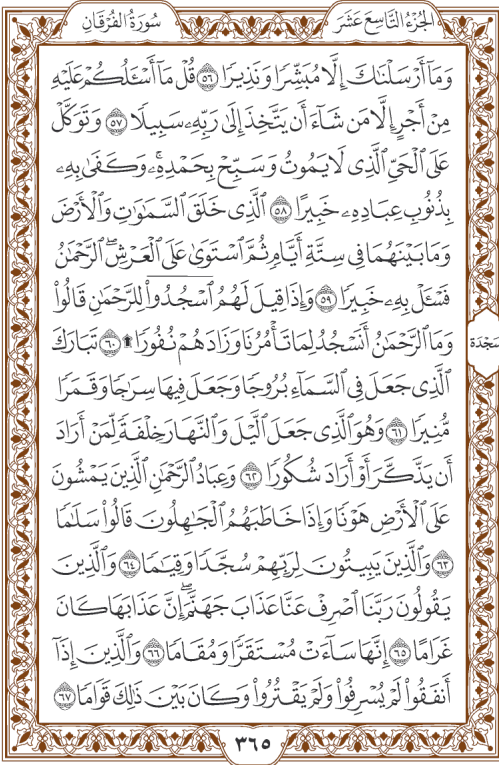 الجزء التاسع عشر
سورة الفرقان
وَمَآ أَرۡسَلۡنَٰكَ إِلَّا مُبَشِّرٗا وَنَذِيرٗا ٥٦ قُلۡ مَآ أَسۡـَٔلُكُمۡ عَلَيۡهِ
مِنۡ أَجۡرٍ إِلَّا مَن شَآءَ أَن يَتَّخِذَ إِلَىٰ رَبِّهِۦ سَبِيلٗا ٥٧ وَتَوَكَّلۡ
عَلَى ٱلۡحَيِّ ٱلَّذِي لَا يَمُوتُ وَسَبِّحۡ بِحَمۡدِهِۦۚ وَكَفَىٰ بِهِۦ
بِذُنُوبِ عِبَادِهِۦ خَبِيرًا ٥٨ ٱلَّذِي خَلَقَ ٱلسَّمَٰوَٰتِ وَٱلۡأَرۡضَ
وَمَا بَيۡنَهُمَا فِي سِتَّةِ أَيَّامٖ ثُمَّ ٱسۡتَوَىٰ عَلَى ٱلۡعَرۡشِۖ ٱلرَّحۡمَٰنُ
فَسۡـَٔلۡ بِهِۦ خَبِيرٗا ٥٩ وَإِذَا قِيلَ لَهُمُ ٱسۡجُدُواْۤ لِلرَّحۡمَٰنِ قَالُواْ
وَمَا ٱلرَّحۡمَٰنُ أَنَسۡجُدُ لِمَا تَأۡمُرُنَا وَزَادَهُمۡ نُفُورٗا۩ ٦٠ تَبَارَكَ
سجدة
ٱلَّذِي جَعَلَ فِي ٱلسَّمَآءِ بُرُوجٗا وَجَعَلَ فِيهَا سِرَٰجٗا وَقَمَرٗا
مُّنِيرٗا ٦١ وَهُوَ ٱلَّذِي جَعَلَ ٱلَّيۡلَ وَٱلنَّهَارَ خِلۡفَةٗ لِّمَنۡ أَرَادَ
أَن يَذَّكَّرَ أَوۡ أَرَادَ شُكُورٗا ٦٢ وَعِبَادُ ٱلرَّحۡمَٰنِ ٱلَّذِينَ يَمۡشُونَ
عَلَى ٱلۡأَرۡضِ هَوۡنٗا وَإِذَا خَاطَبَهُمُ ٱلۡجَٰهِلُونَ قَالُواْ سَلَٰمٗا
٦٣ وَٱلَّذِينَ يَبِيتُونَ لِرَبِّهِمۡ سُجَّدٗا وَقِيَٰمٗا ٦٤ وَٱلَّذِينَ
يَقُولُونَ رَبَّنَا ٱصۡرِفۡ عَنَّا عَذَابَ جَهَنَّمَۖ إِنَّ عَذَابَهَا كَانَ
غَرَامًا ٦٥ إِنَّهَا سَآءَتۡ مُسۡتَقَرّٗا وَمُقَامٗا ٦٦ وَٱلَّذِينَ إِذَآ
أَنفَقُواْ لَمۡ يُسۡرِفُواْ وَلَمۡ يَقۡتُرُواْ وَكَانَ بَيۡنَ ذَٰلِكَ قَوَامٗا ٦٧
٣٦٥